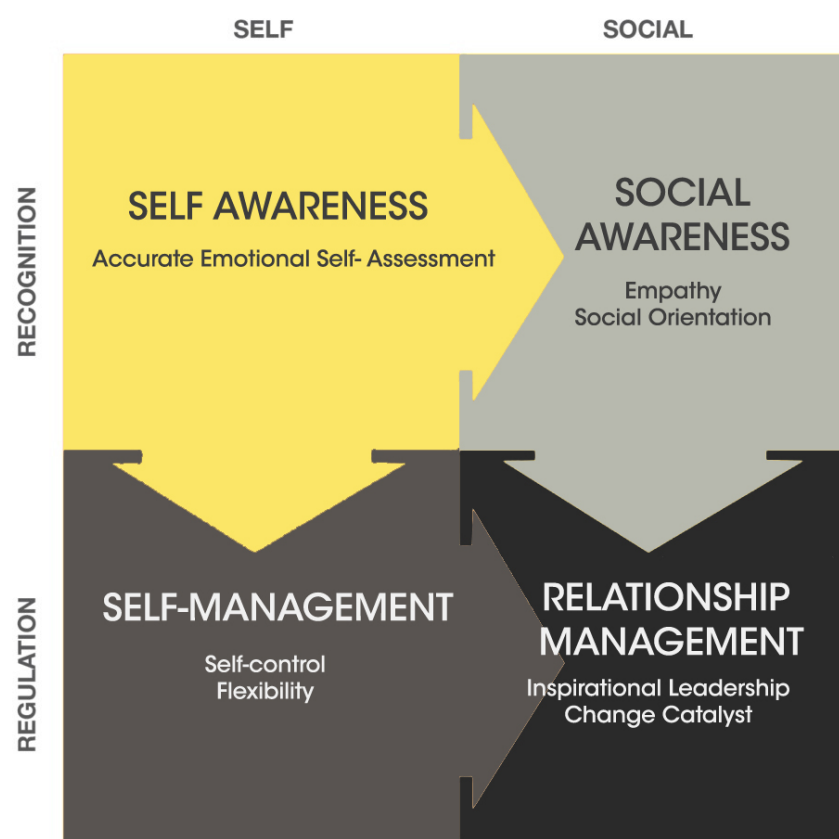 SELF
SOCIAL
RECOGNITION
SELF AWARENESS
Accurate Emotional Self- Assessment
SOCIAL
AWARENESS
Empathy
Social Orientation
REGULATION
SELF-MANAGEMENT
Self-control
Flexibility
RELATIONSHIP
MANAGEMENT
Inspirational Leadership
Change Catalyst